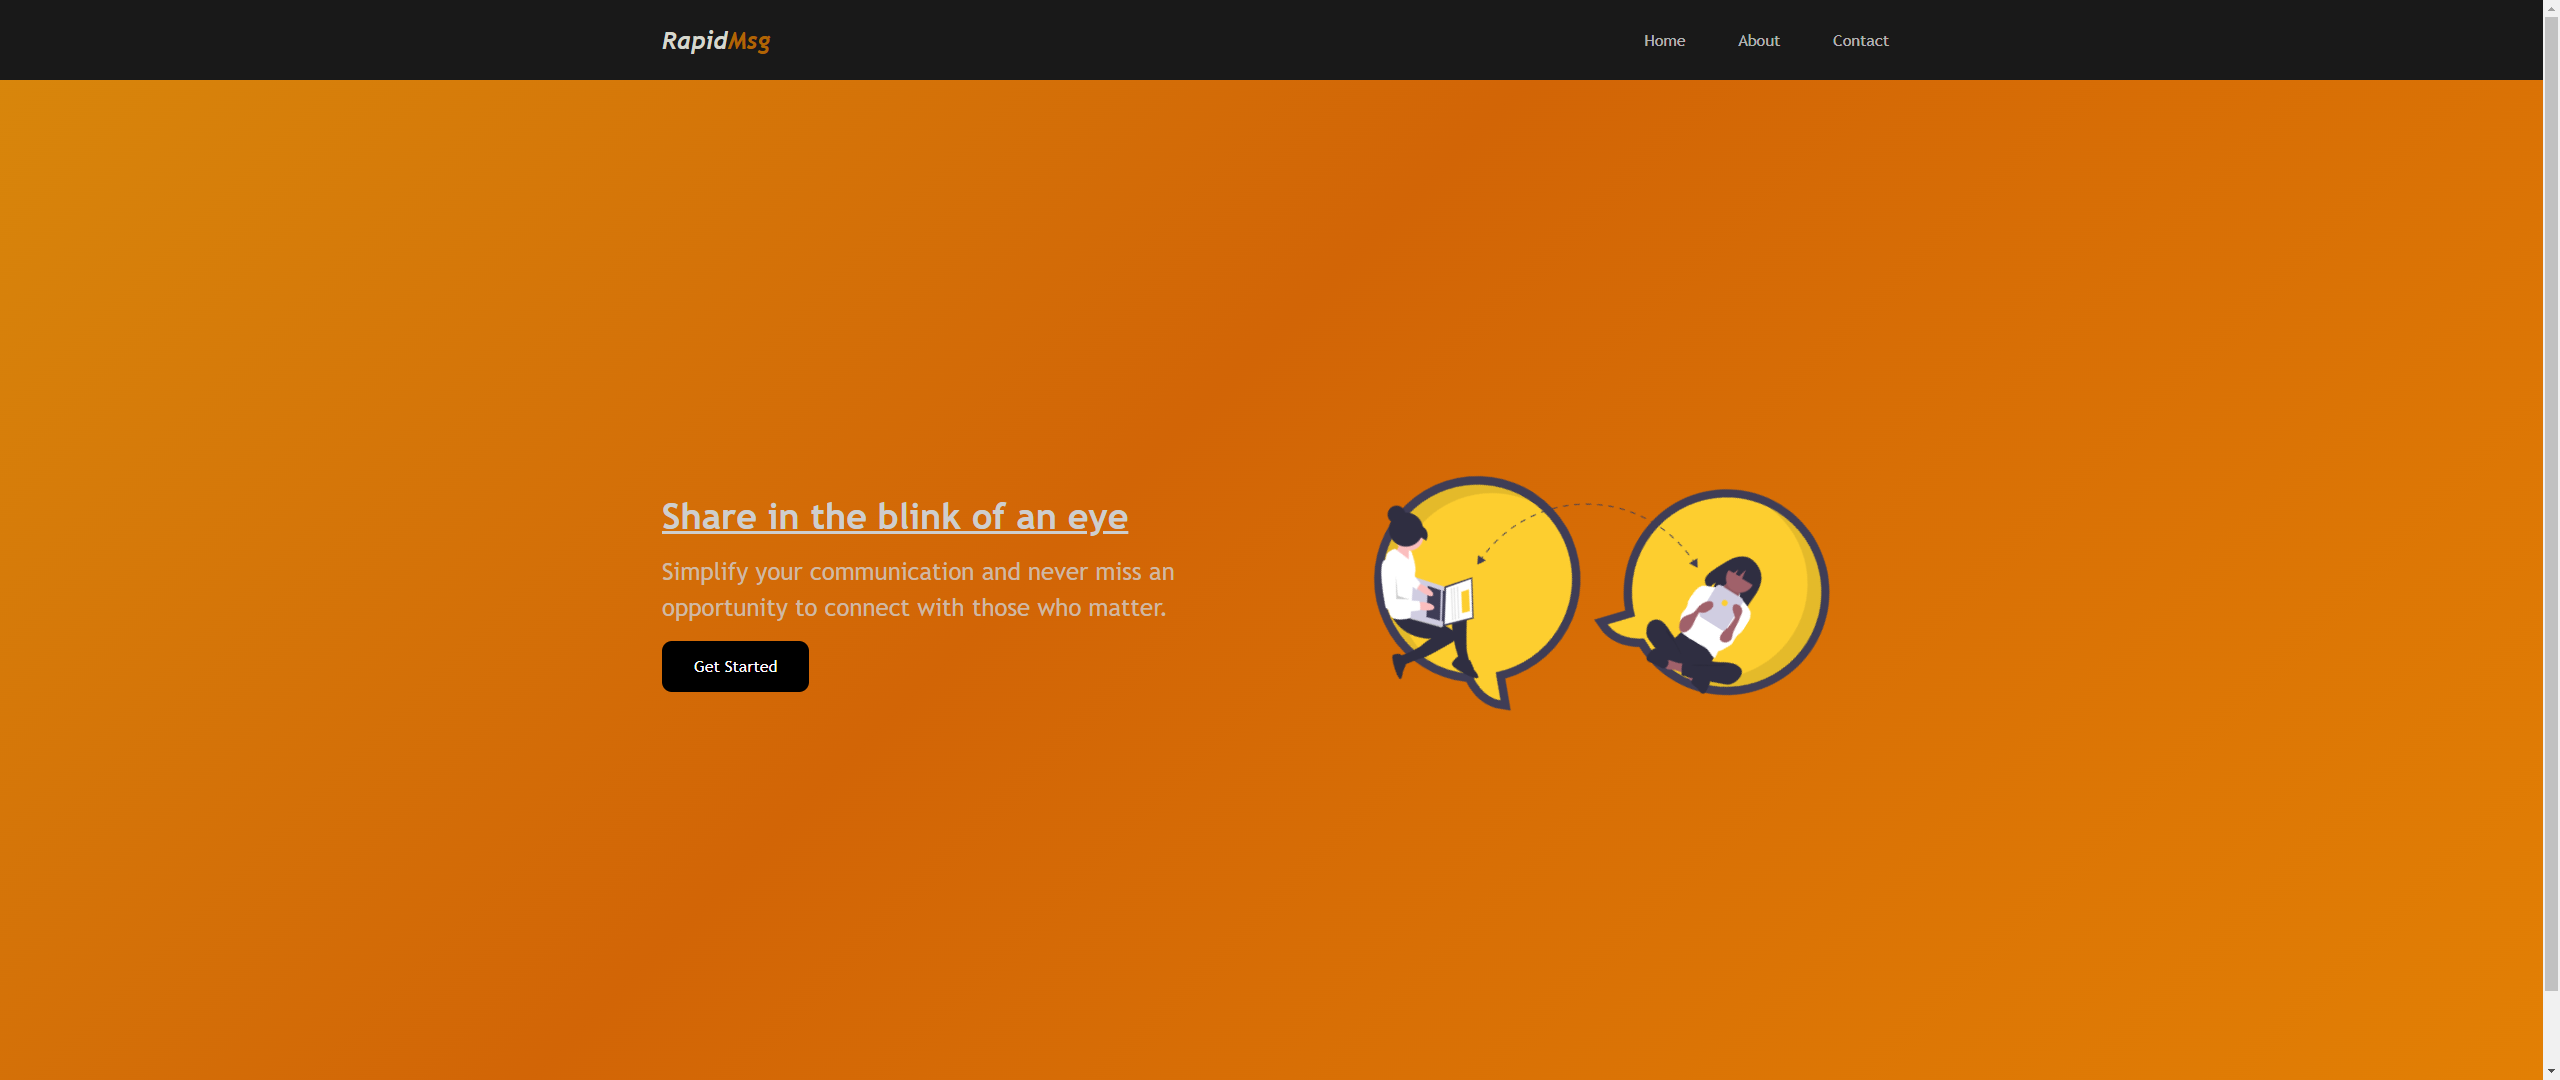 RapidMsg
Home About Contact
Share in the blink of an eye
Simplify your communication and never miss an
opportunity to connect with those who matter.
Get Started